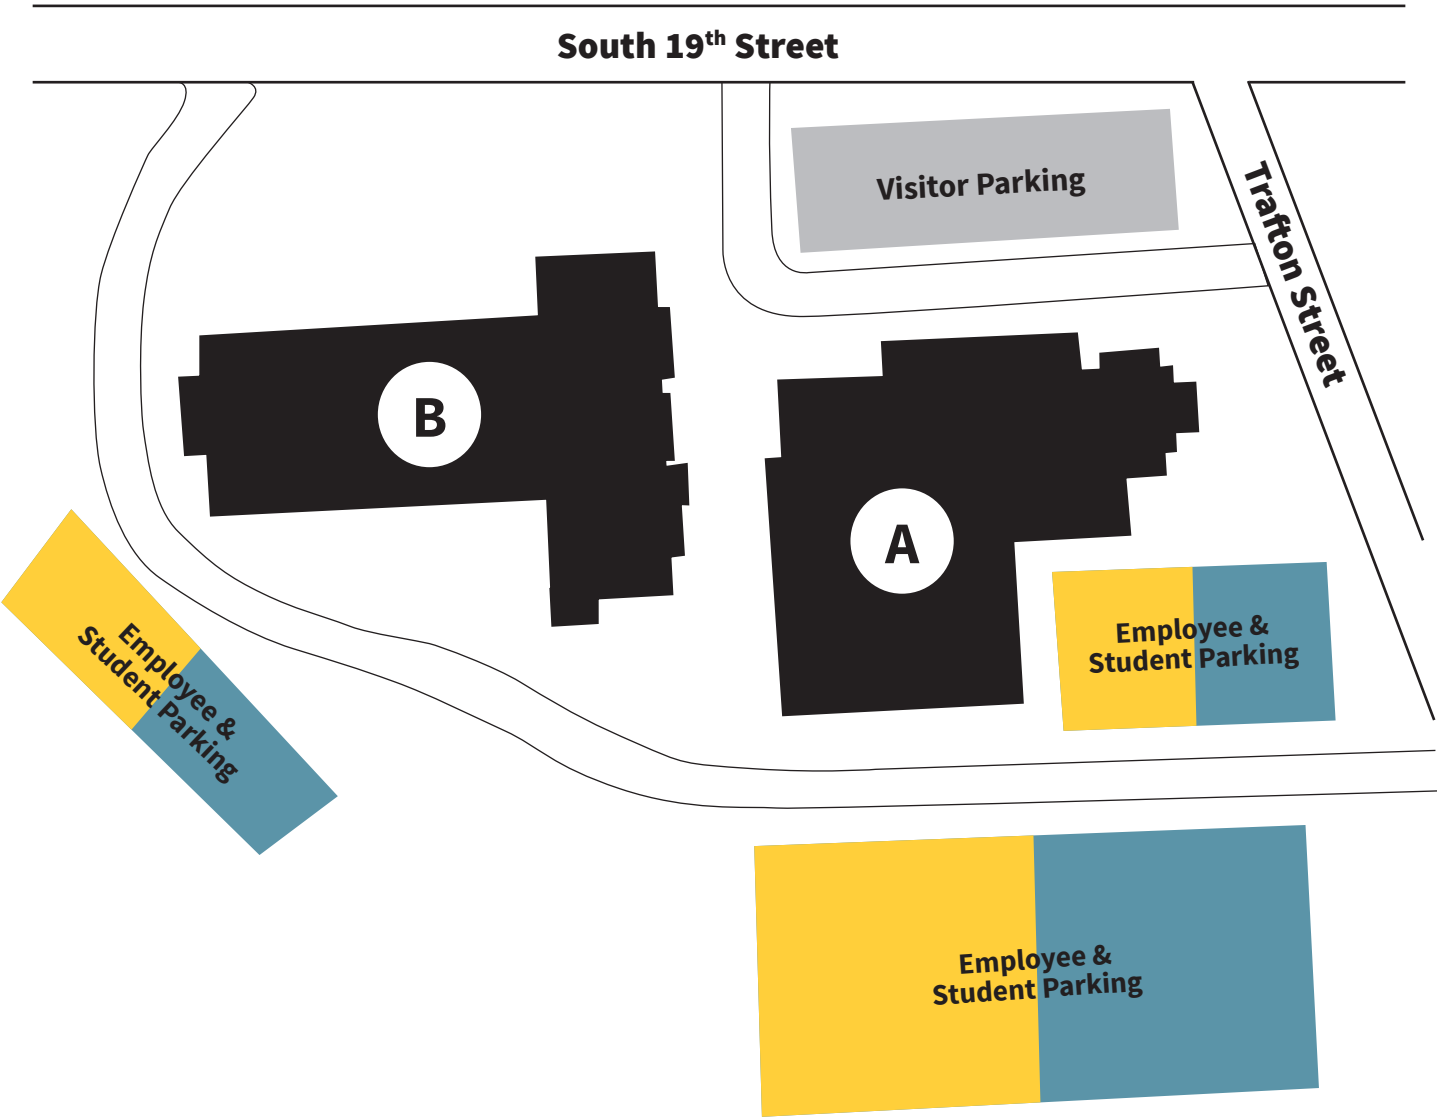 South 19th Street
Visitor Parking
Trafton Street
B
A
Employee &
Student Parking
Employee &
Student Parking
Employee &
Student Parking